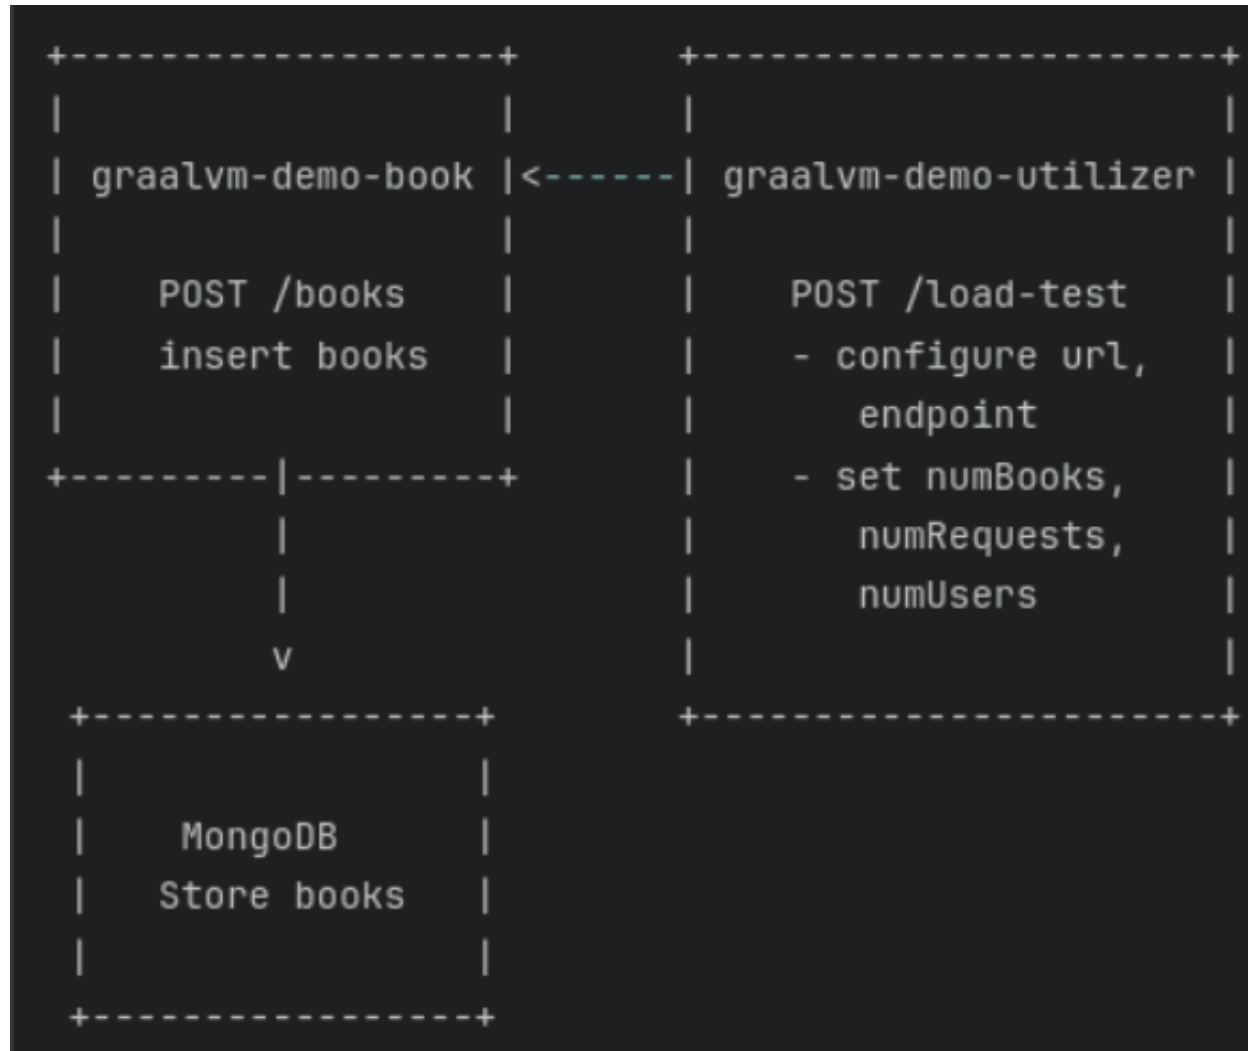 +-------------------+       +------------------------+
|                   |       |                        |
| graalvm-demo-book |<------| graalvm-demo-utilizer |
|                   |       |                        |
|    POST /books    |       |    POST /load-test     |
|    insert books   |       |    - configure url,    |
|                   |       |       endpoint         |
+---------|---------+       |    - set numBooks,     |
          |                 |       numRequests,     |
          |                 |       numUsers         |
          v                 |                        |
 +-----------------+        +------------------------+
 |                 |
 |    MongoDB      |
 |   Store books   |
 |                 |
 +-----------------+